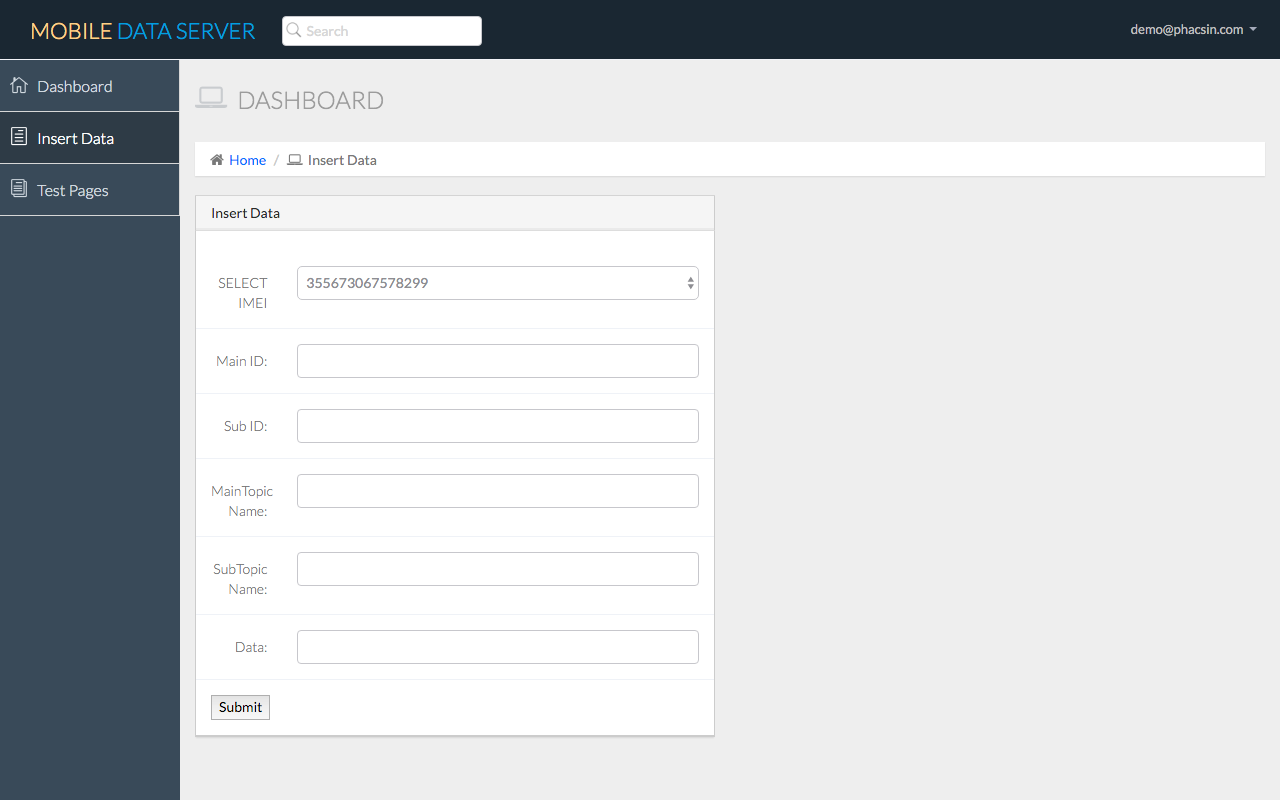 MOBILE DATA SERVER
Search
demo@phacsin.com
Dashboard
Insert Data
Test Pages
DASHBOARD
Home / Insert Data
Insert Data
SELECT
IMEI
355673067578299
Main ID:
Sub ID:
MainTopic
Name:
SubTopic
Name:
Data:
Submit